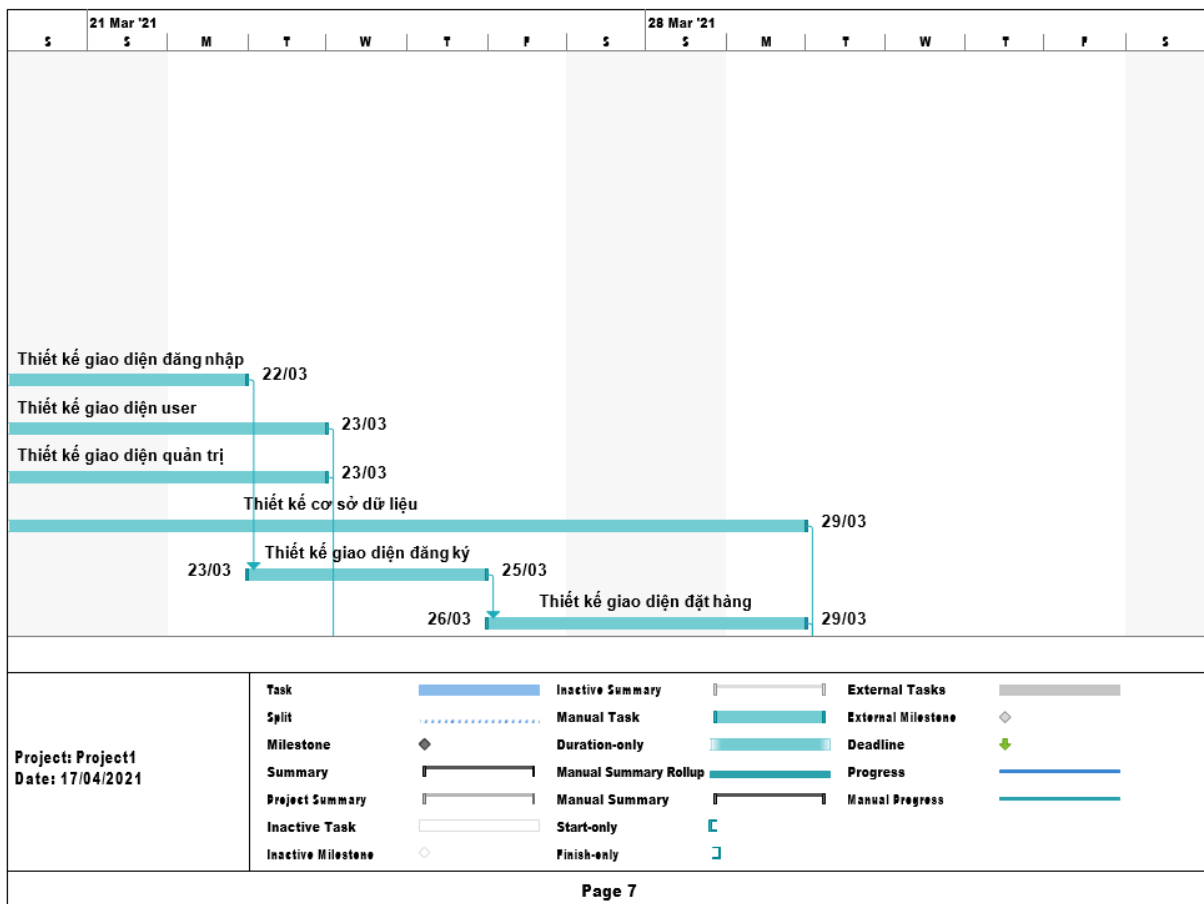 21 Mar '21 28 Mar '21
S S M T W T F S S M T W T F S
Thiết kế giao diện đăng nhập
22/03
Thiết kế giao diện user
23/03
Thiết kế giao diện quản trị
23/03
Thiết kế cơ sở dữ liệu
29/03
Thiết kế giao diện đăng ký
23/03 25/03
Thiết kế giao diện đặt hàng
26/03 29/03
Project: Project1
Date: 17/04/2021
Task Inactive Summary External Tasks
Split Manual Task External Milestone
Milestone Duration-only Deadline
Summary Manual Summary Rollup Progress
Project Summary Manual Summary Manual Progress
Inactive Task Start-only
Inactive Milestone Finish-only
Page 7